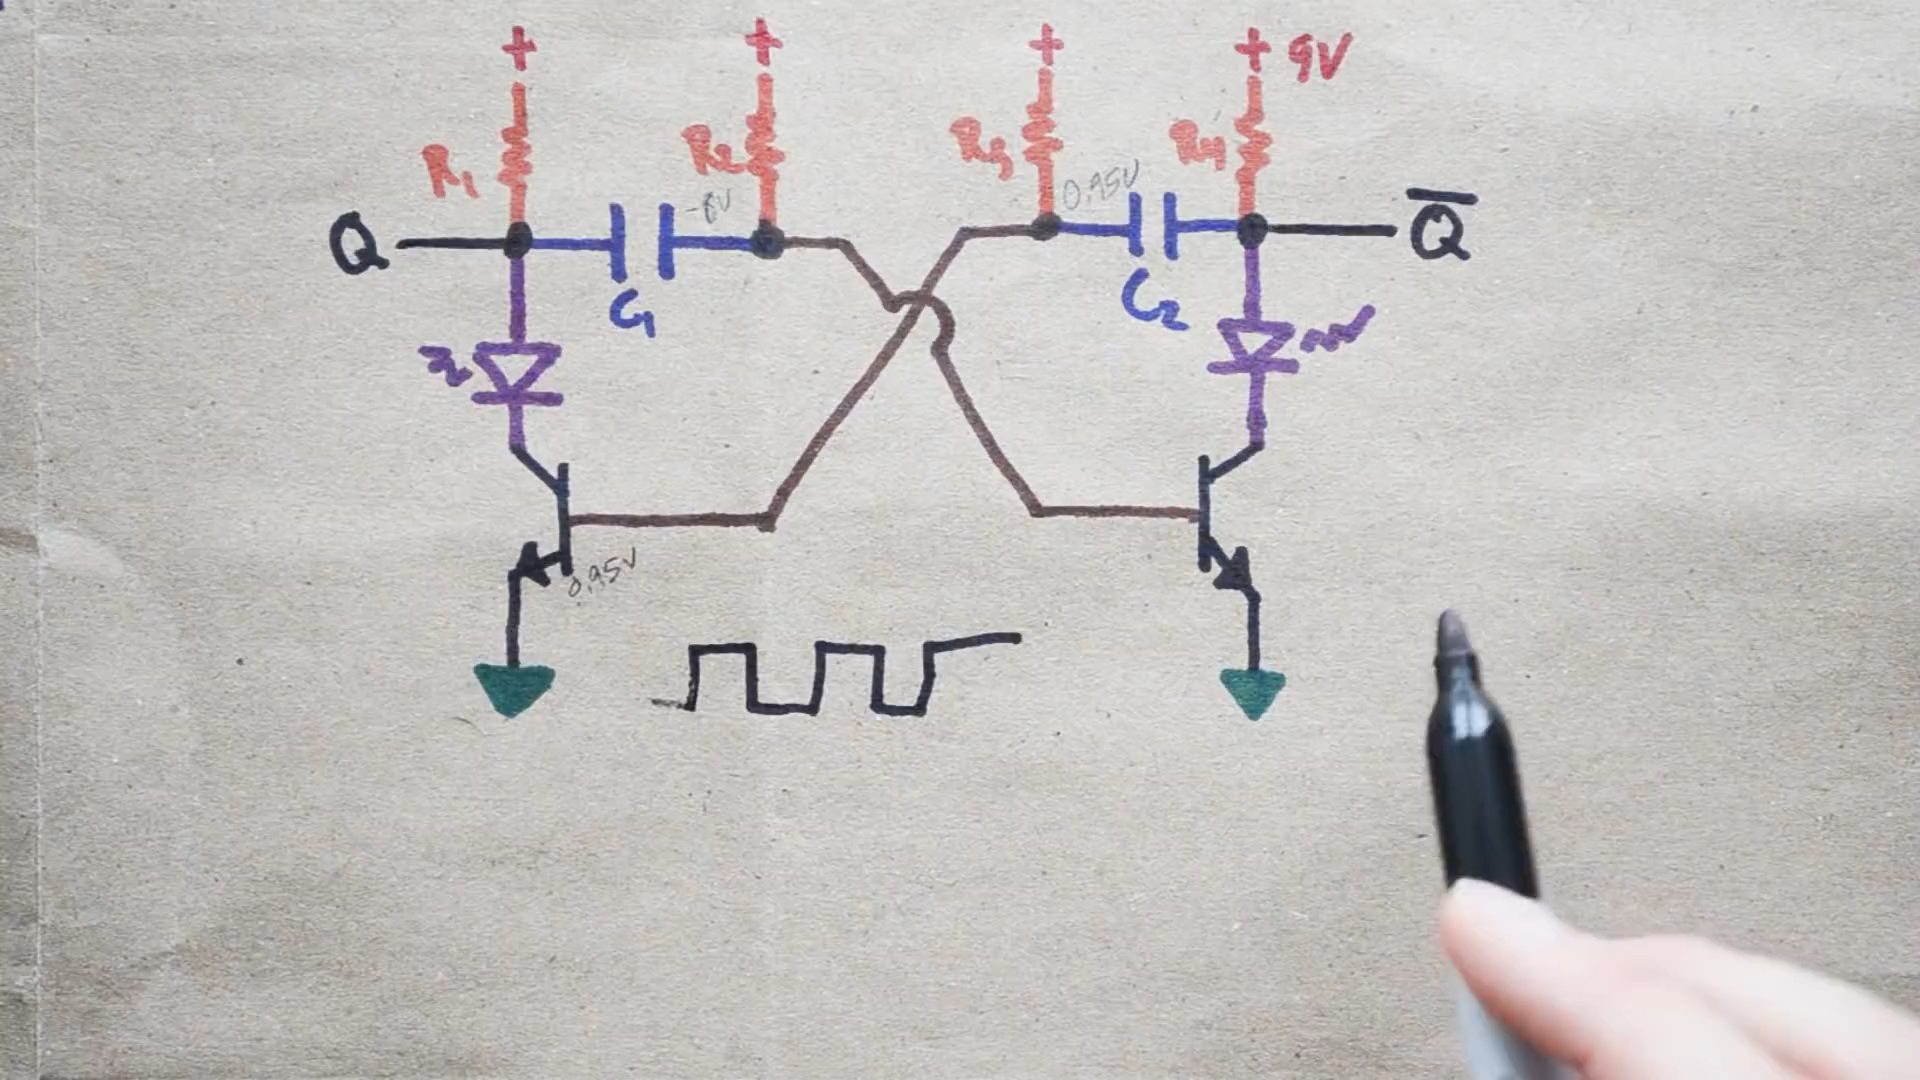 + + + + 9V
R1 R2 R3 R4
-8V 0,95V
Q Q̅
C1 C2
0,95V